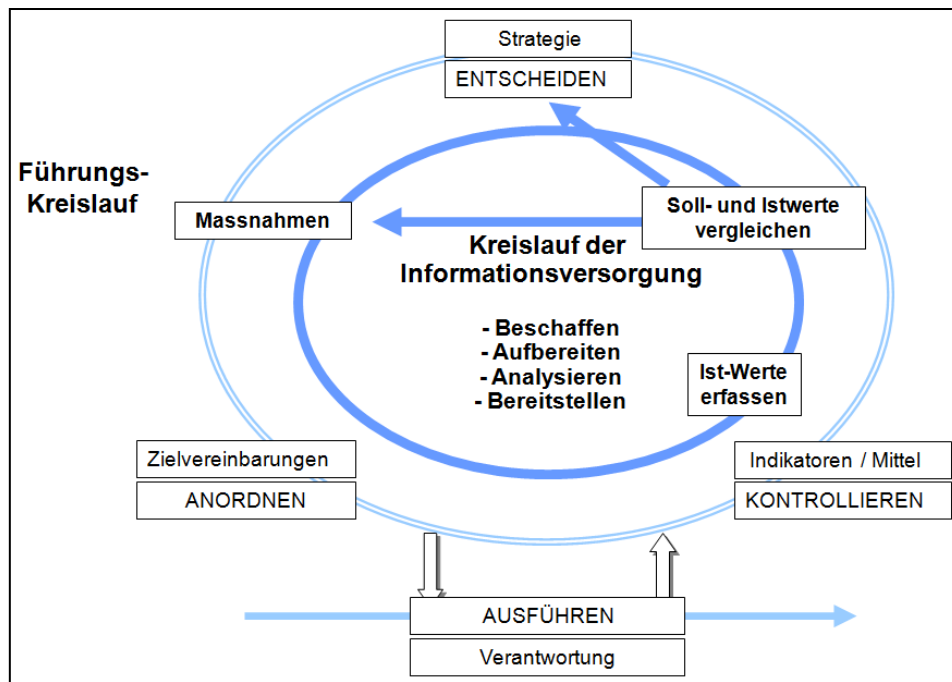 Strategie
ENTSCHEIDEN
Führungs-
Kreislauf
Massnahmen
Soll- und Istwerte
vergleichen
Kreislauf der
Informationsversorgung
- Beschaffen
- Aufbereiten
- Analysieren
- Bereitstellen
Ist-Werte
erfassen
Zielvereinbarungen
ANORDNEN
Indikatoren / Mittel
KONTROLLIEREN
AUSFÜHREN
Verantwortung